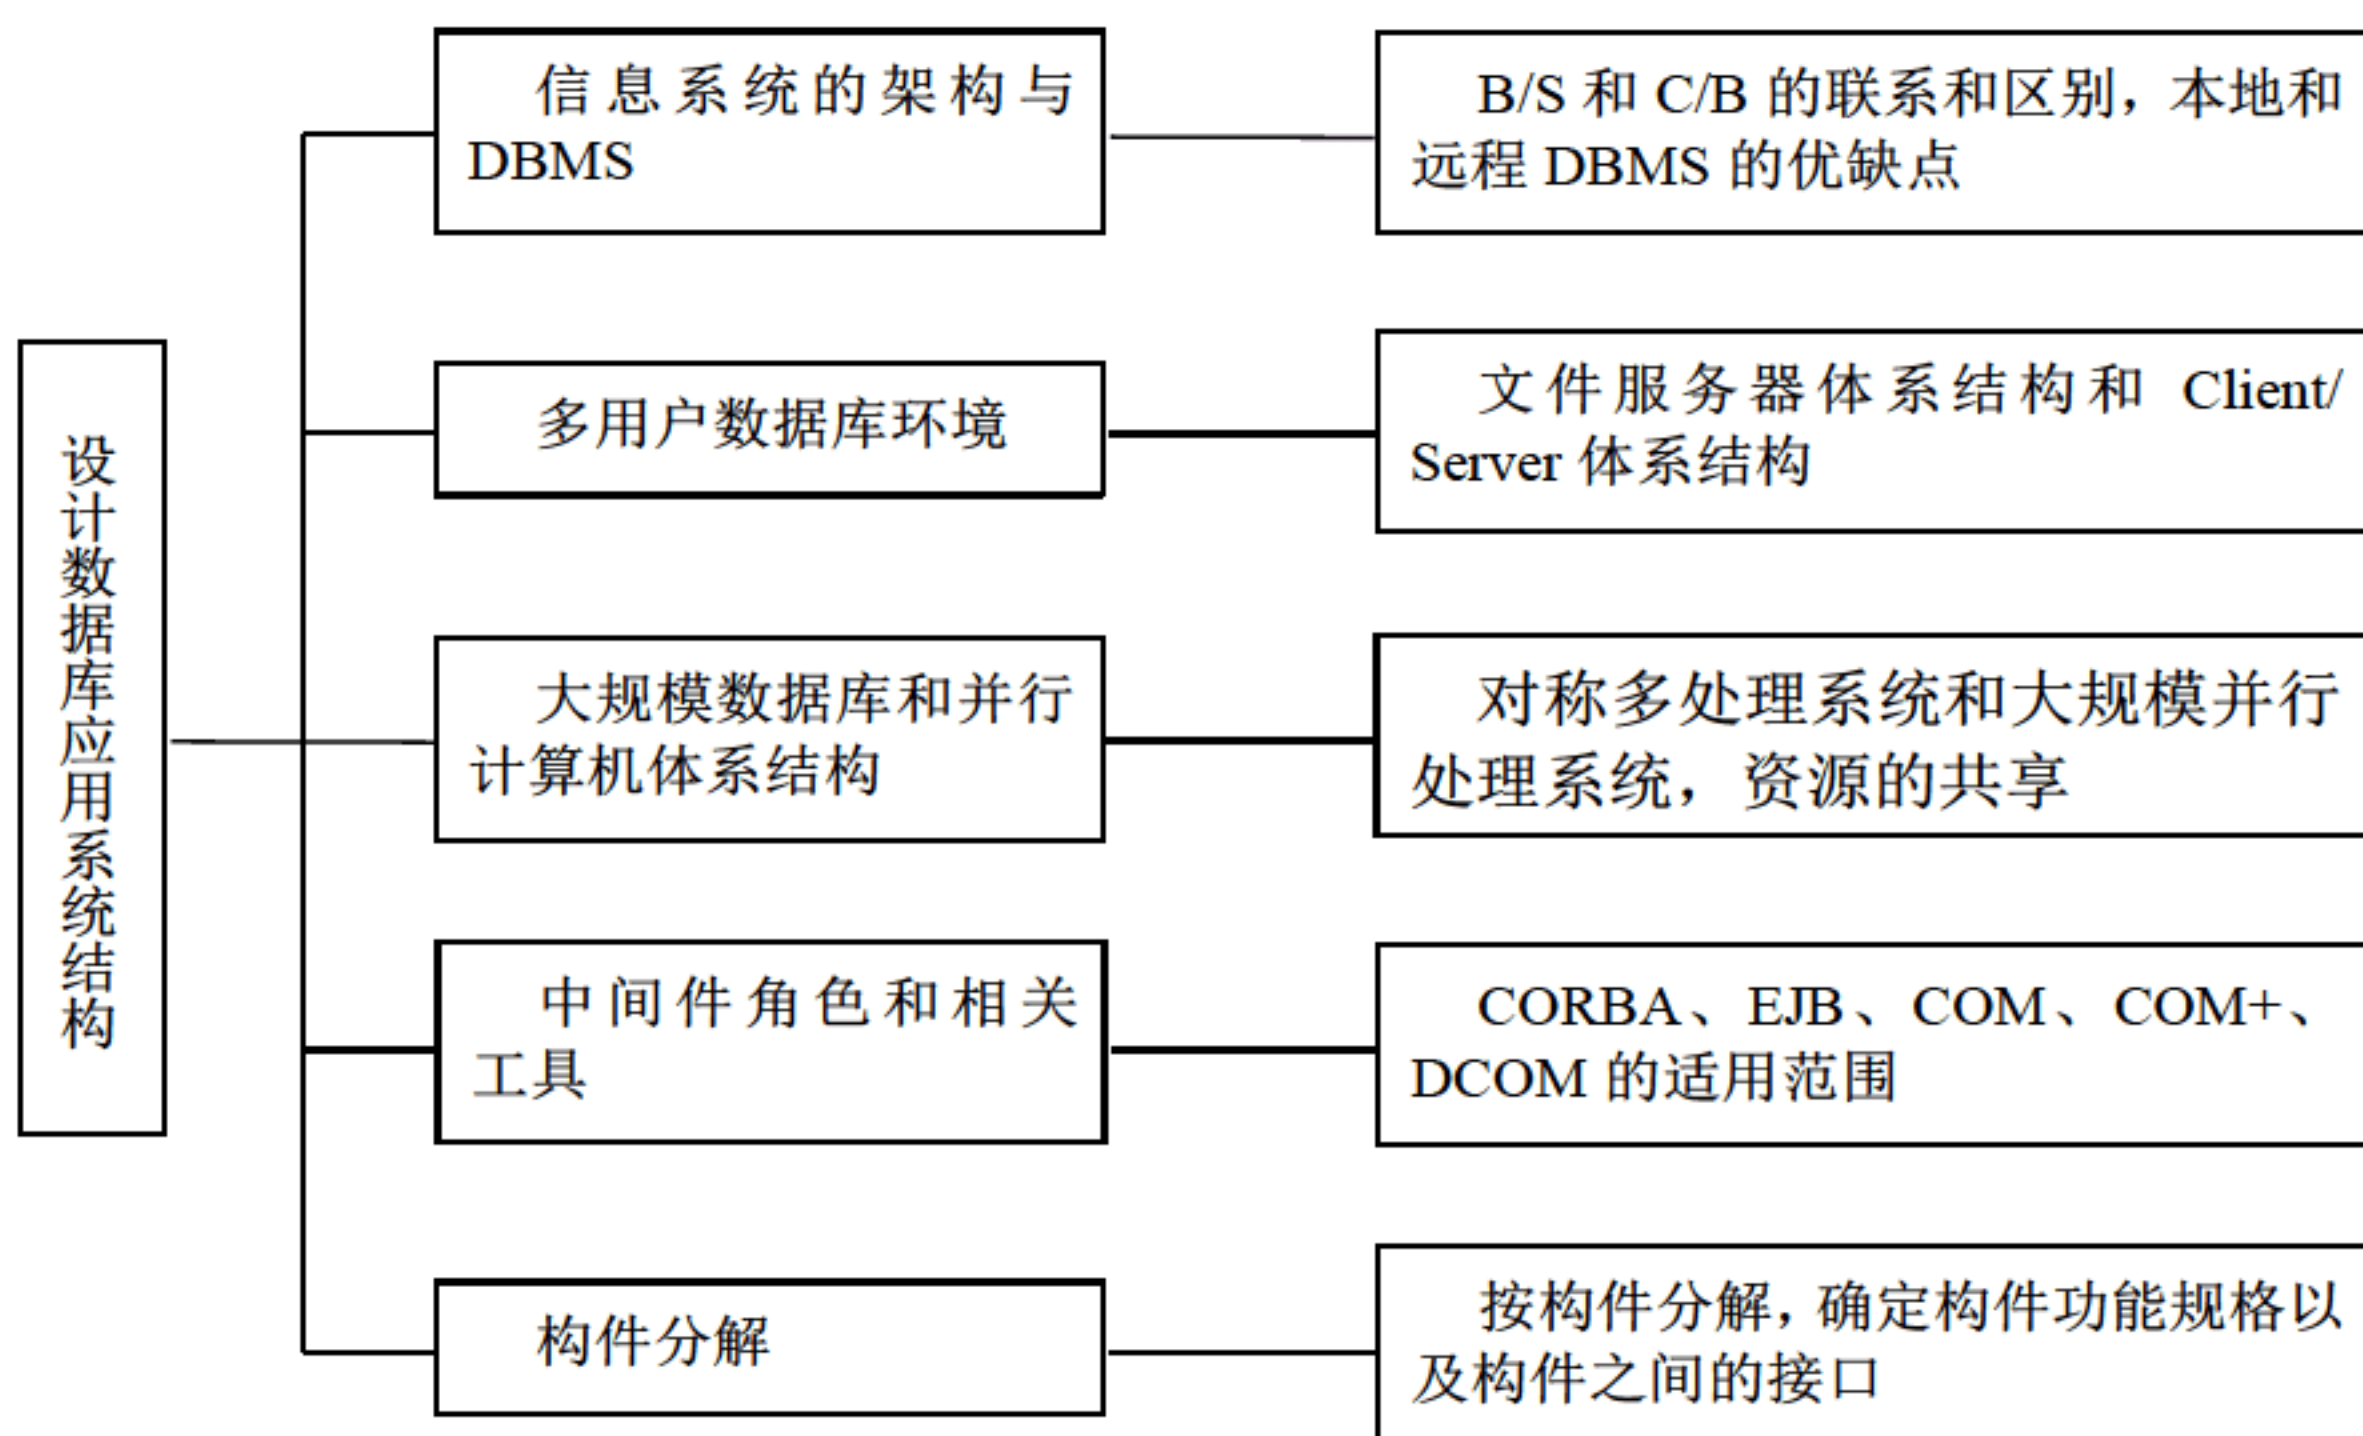 设计数据库应用系统结构
信息系统的架构与
DBMS
B/S 和 C/B 的联系和区别，本地和
远程 DBMS 的优缺点
多用户数据库环境
文件服务器体系结构和 Client/
Server 体系结构
大规模数据库和并行
计算机体系结构
对称多处理系统和大规模并行
处理系统，资源的共享
中间件角色和相关
工具
CORBA、EJB、COM、COM+、
DCOM 的适用范围
构件分解
按构件分解，确定构件功能规格以
及构件之间的接口